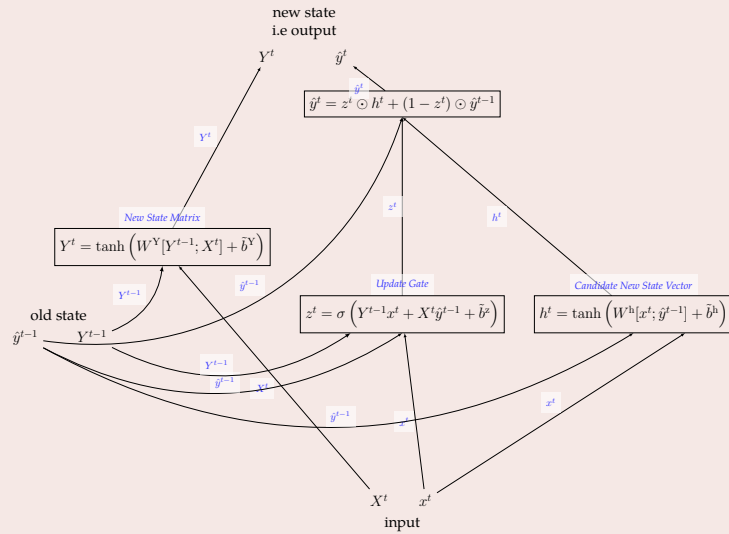 new state
i.e output
Y^t ŷ^t
ŷ^t
ŷ^t = z^t ⊙ h^t + (1 − z^t) ⊙ ŷ^{t−1}
Y^t
z^t
h^t
New State Matrix
Y^t = tanh (W^Y[Y^{t−1}; X^t] + b̃^Y)
ŷ^{t−1}
Y^{t−1}
Update Gate
z^t = σ (Y^{t−1}x^t + X^tŷ^{t−1} + b̃^z)
Candidate New State Vector
h^t = tanh (W^h[x^t; ŷ^{t−1}] + b̃^h)
old state
ŷ^{t−1} Y^{t−1}
Y^{t−1}
ŷ^{t−1}
X^t
x^t
ŷ^{t−1}
x^t
X^t x^t
input